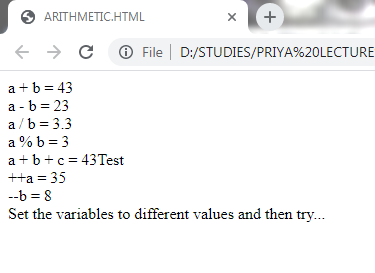 ARITHMETIC.HTML
File | D:/STUDIES/PRIYA%20LECTURE
a + b = 43
a - b = 23
a / b = 3.3
a % b = 3
a + b + c = 43Test
++a = 35
--b = 8
Set the variables to different values and then try...